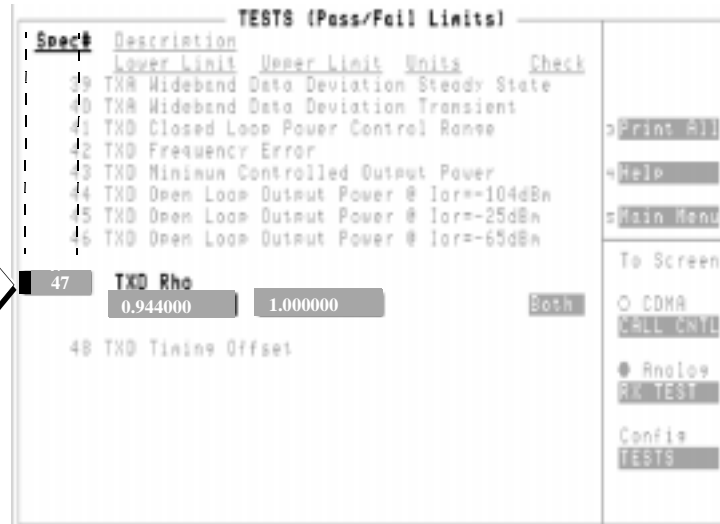 TESTS (Pass/Fail Limits)
Spec# Description
Lower Limit Upper Limit Units Check
39 TXA Wideband Data Deviation Steady State
40 TXA Wideband Data Deviation Transient
41 TXD Closed Loop Power Control Range
42 TXD Frequency Error
43 TXD Minimum Controlled Output Power
44 TXD Open Loop Output Power @ Ior=-104dBm
45 TXD Open Loop Output Power @ Ior=-25dBm
46 TXD Open Loop Output Power @ Ior=-65dBm
47 TXD Rho
0.944000 1.000000 Both
48 TXD Timing Offset
3 Print All
4 Help
5 Main Menu
To Screen
CDMA
CALL CNTL
Analog
RX TEST
Config
TESTS